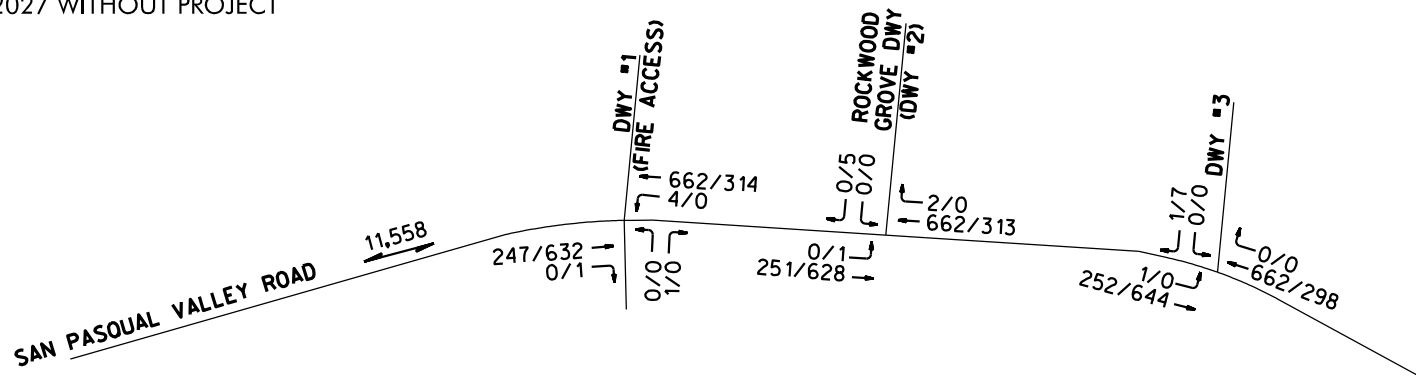 2027 WITHOUT PROJECT
DWY #1
(FIRE ACCESS)
ROCKWOOD
GROVE DWY
(DWY #2)
DWY #3
662/314
4/0
0/5
0/0
2/0
662/313
1/7
0/0
0/0
662/298
11,558
247/632
0/1
0/0
1/0
0/1
251/628
1/0
252/644
SAN PASQUAL VALLEY ROAD